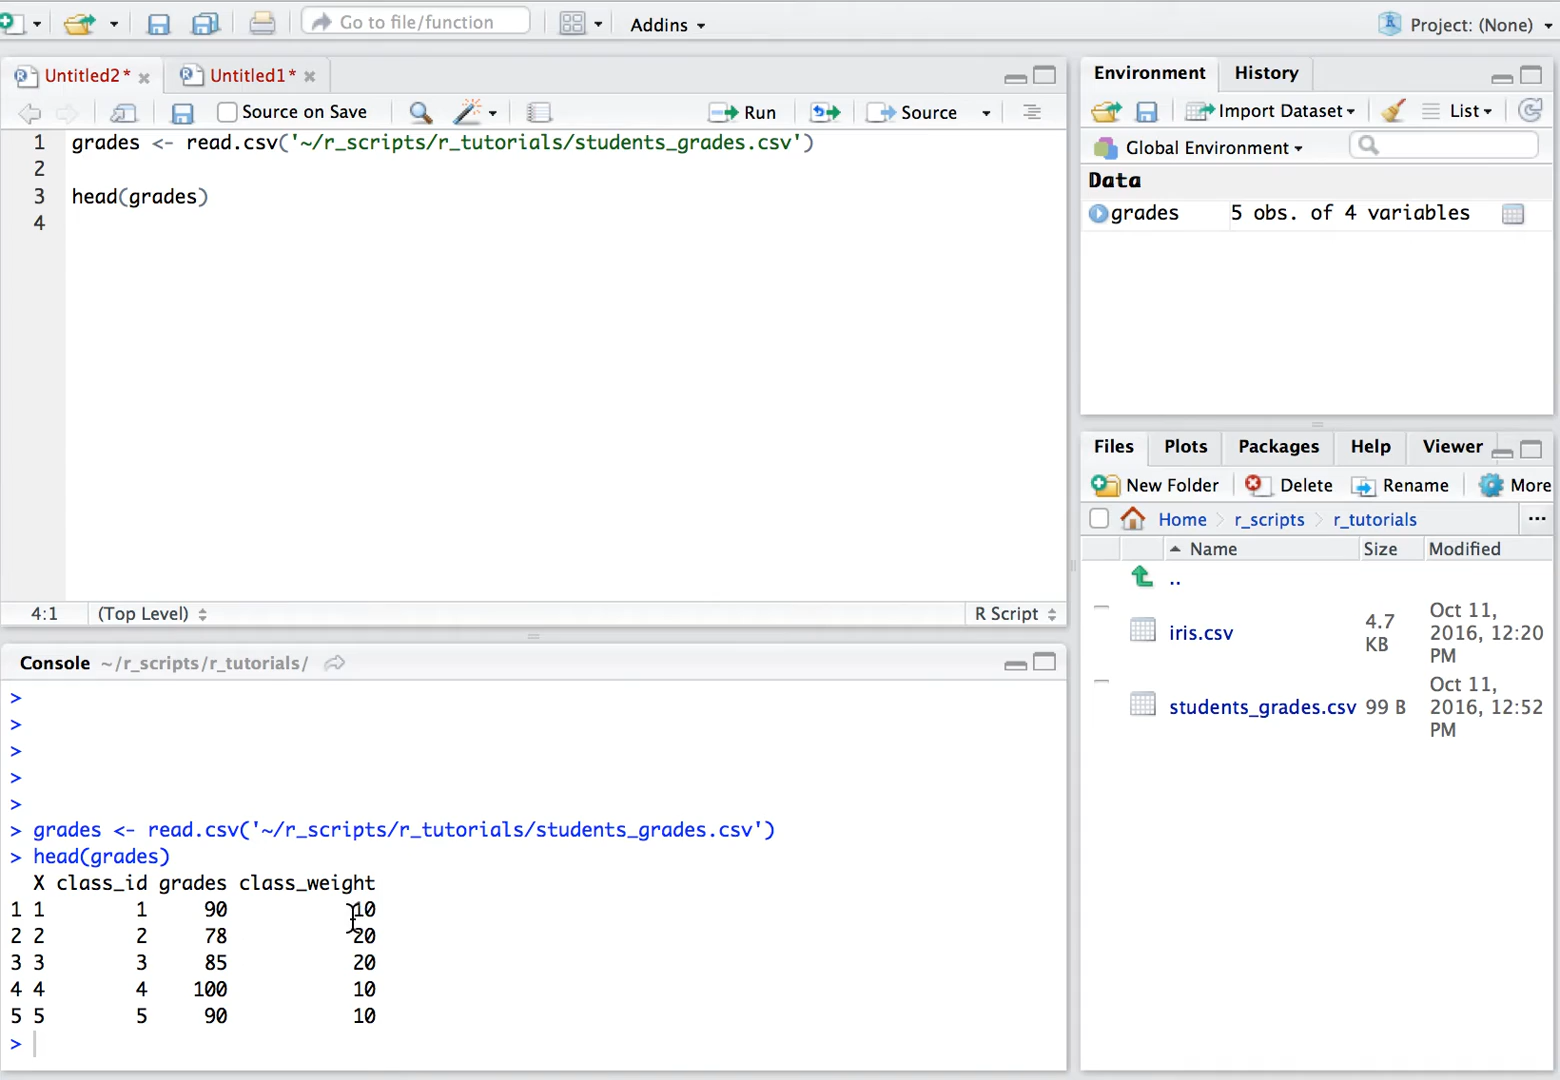 Go to file/function
Addins
Project: (None)
Untitled2*
Untitled1*
Source on Save
Run
Source
1 grades <- read.csv('~/r_scripts/r_tutorials/students_grades.csv')
2
3 head(grades)
4
4:1 (Top Level) R Script
Console ~/r_scripts/r_tutorials/
>
>
>
>
>
> grades <- read.csv('~/r_scripts/r_tutorials/students_grades.csv')
> head(grades)
X class_id grades class_weight
1 1 1 90 10
2 2 2 78 20
3 3 3 85 20
4 4 4 100 10
5 5 5 90 10
>
Environment History
Import Dataset List
Global Environment
Data
grades 5 obs. of 4 variables
Files Plots Packages Help Viewer
New Folder Delete Rename More
Home r_scripts r_tutorials ...
Name Size Modified
..
iris.csv 4.7 KB Oct 11, 2016, 12:20 PM
students_grades.csv 99 B Oct 11, 2016, 12:52 PM